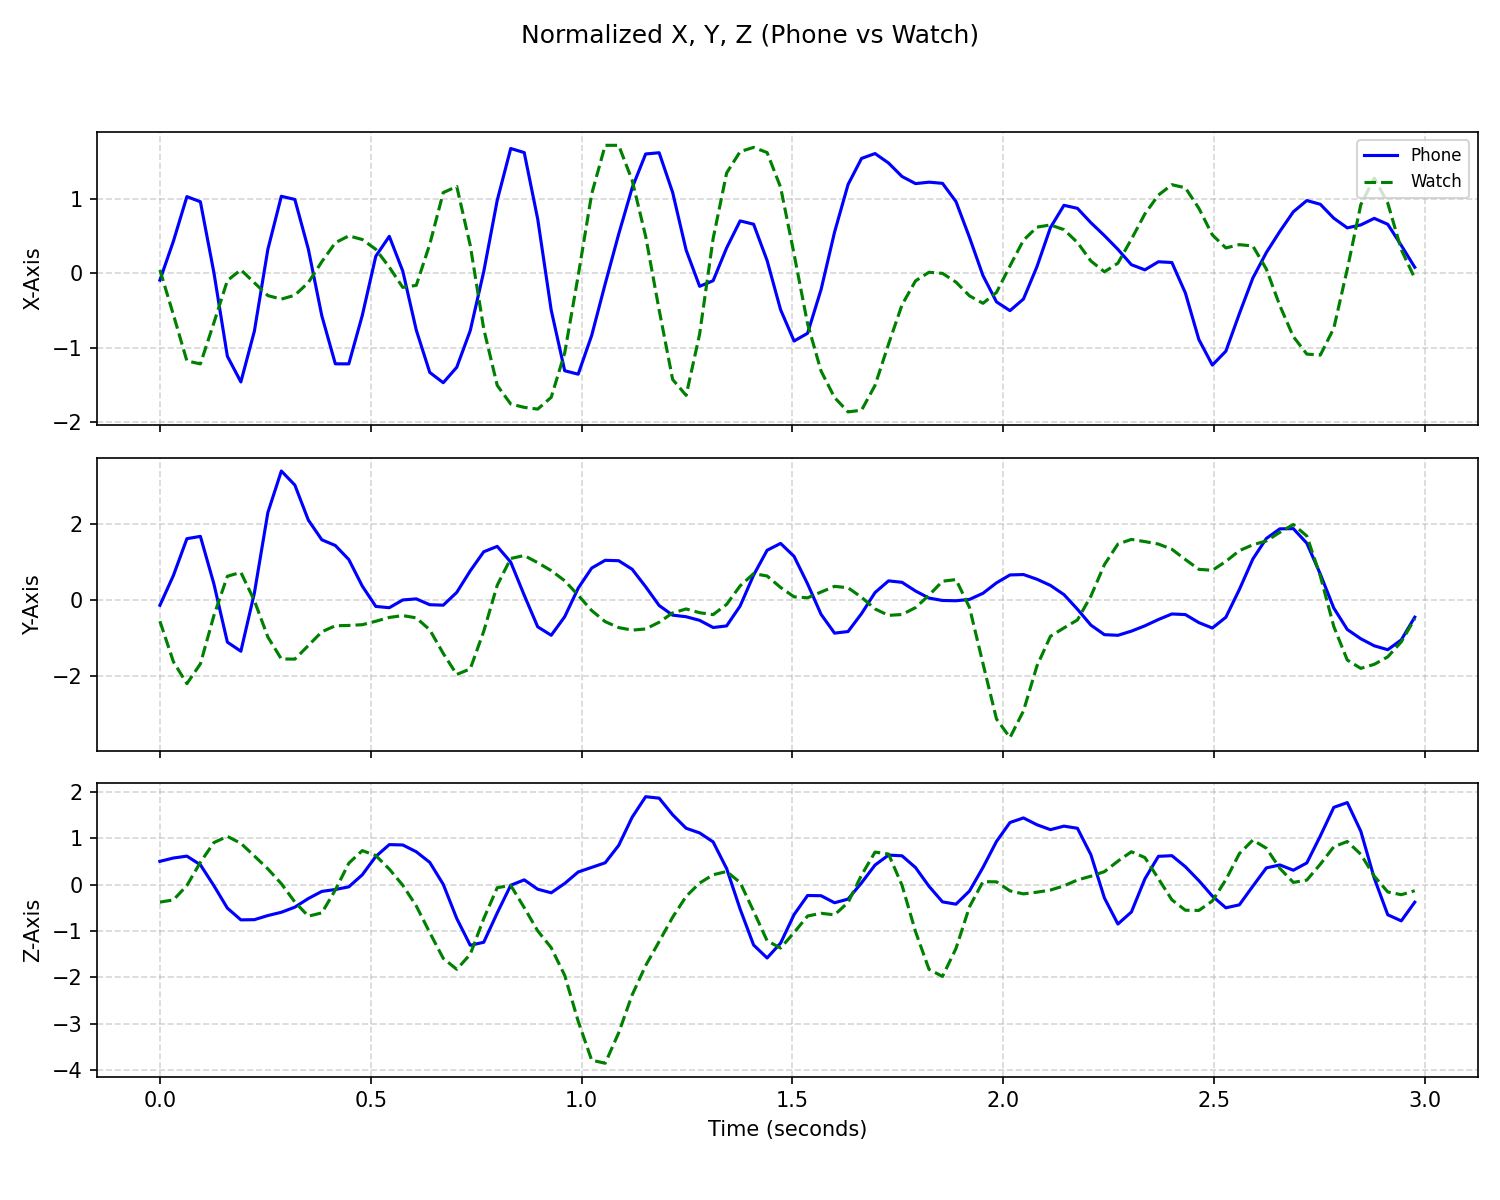 Normalized X, Y, Z (Phone vs Watch)
Phone
Watch
X-Axis
1
0
−1
−2
Y-Axis
2
0
−2
Z-Axis
2
1
0
−1
−2
−3
−4
0.0 0.5 1.0 1.5 2.0 2.5 3.0
Time (seconds)